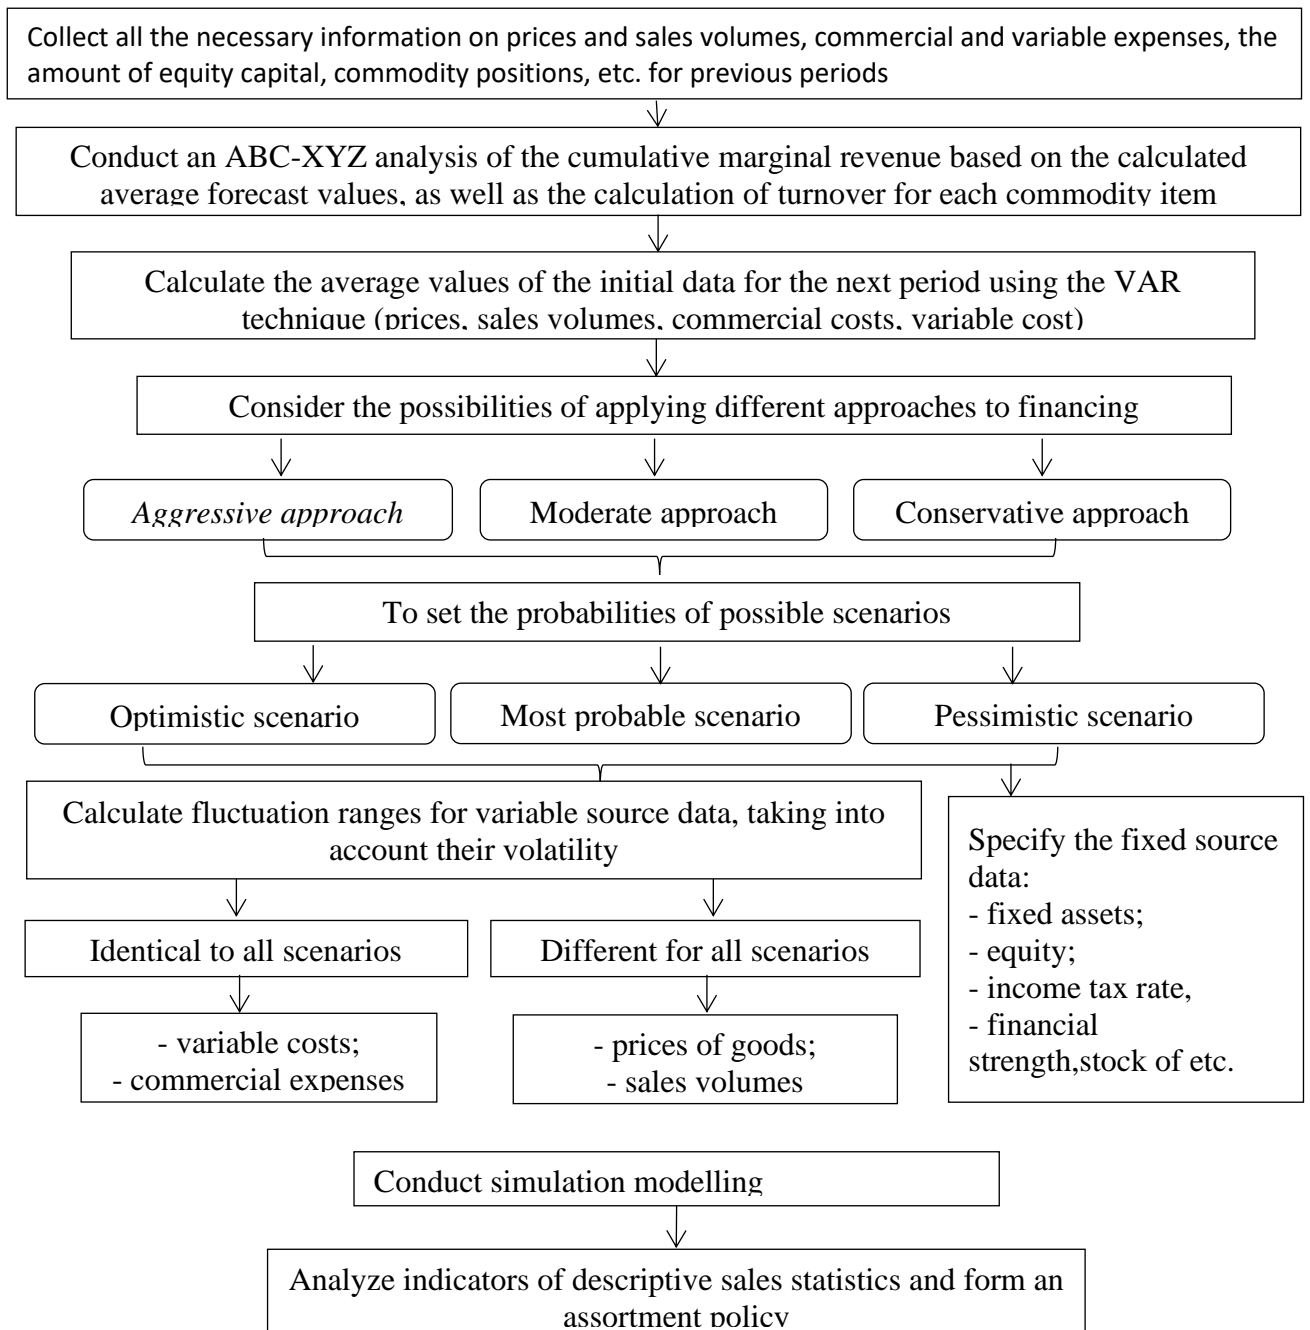 Collect all the necessary information on prices and sales volumes, commercial and variable expenses, the
amount of equity capital, commodity positions, etc. for previous periods
Conduct an ABC-XYZ analysis of the cumulative marginal revenue based on the calculated
average forecast values, as well as the calculation of turnover for each commodity item
Calculate the average values of the initial data for the next period using the VAR
technique (prices, sales volumes, commercial costs, variable cost)
Consider the possibilities of applying different approaches to financing
Aggressive approach
Moderate approach
Conservative approach
To set the probabilities of possible scenarios
Optimistic scenario
Most probable scenario
Pessimistic scenario
Calculate fluctuation ranges for variable source data, taking into
account their volatility
Identical to all scenarios
Different for all scenarios
- variable costs;
- commercial expenses
- prices of goods;
- sales volumes
Specify the fixed source
data:
- fixed assets;
- equity;
- income tax rate,
- financial
strength,stock of etc.
Conduct simulation modelling
Analyze indicators of descriptive sales statistics and form an
assortment policy